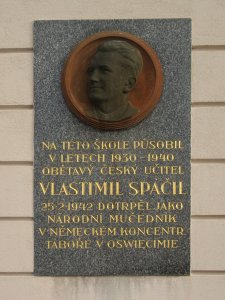 NA TÉTO ŠKOLE PŮSOBIL
V LETECH 1930-1940
OBĚTAVÝ ČESKÝ UČITEL
VLASTIMIL SPÁČIL
25·2·1942 DOTRPĚL JAKO
NÁRODNÍ MUČEDNÍK
V NĚMECKÉM KONCENTR.
TÁBOŘE V OSWIECIMIE